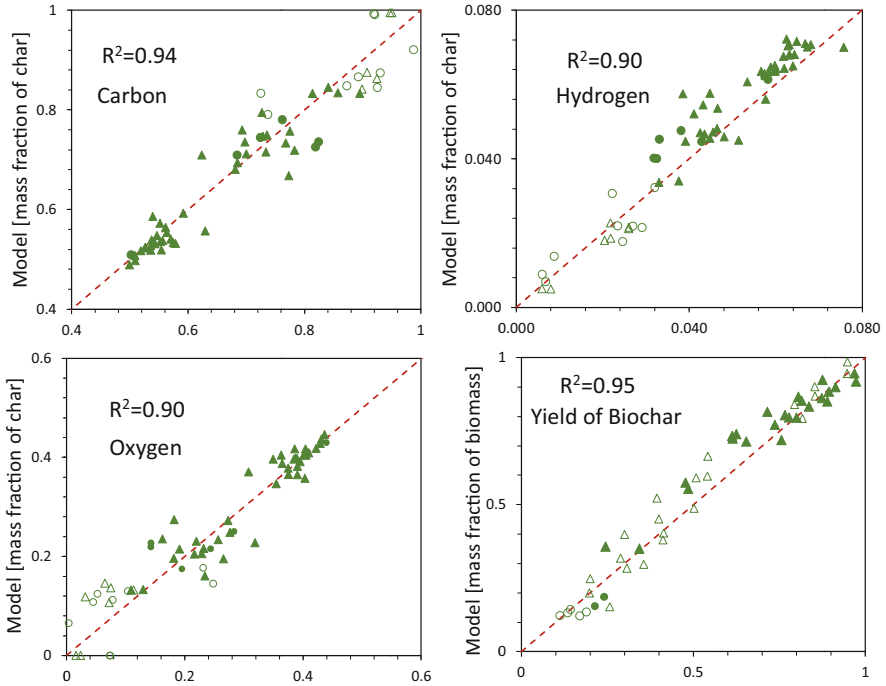 Model [mass fraction of char]
1
0.8
0.6
0.4
R²=0.94
Carbon
0.4 0.6 0.8 1
Model [mass fraction of char]
0.080
0.040
0.000
R²=0.90
Hydrogen
0.000 0.040 0.080
Model [mass fraction of char]
0.6
0.4
0.2
0
R²=0.90
Oxygen
0 0.2 0.4 0.6
Model [mass fraction of biomass]
1
0.5
0
R²=0.95
Yield of Biochar
0 0.5 1